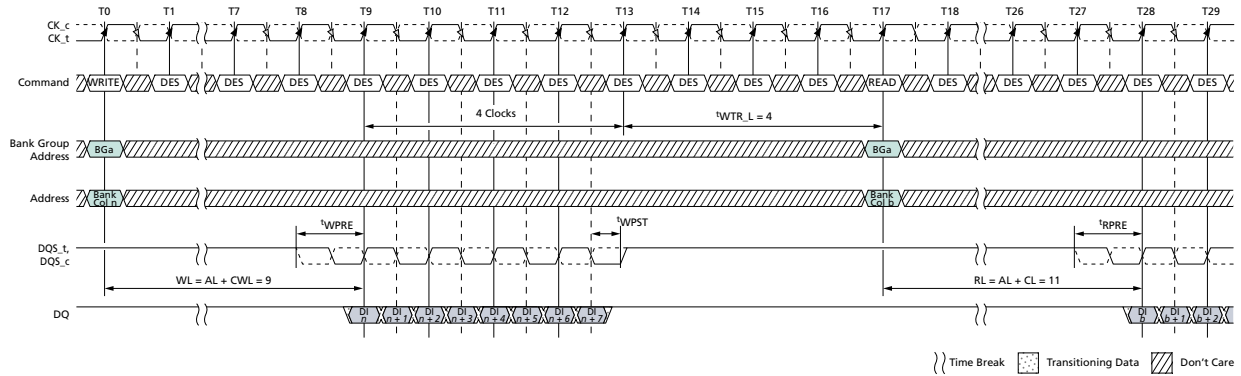 T0 T1 T7 T8 T9 T10 T11 T12 T13 T14 T15 T16 T17 T18 T26 T27 T28 T29
CK_c
CK_t
Command WRITE DES DES DES DES DES DES DES DES DES DES DES READ DES DES DES DES DES
4 Clocks tWTR_L = 4
Bank Group
Address BGa BGa
Address Bank Col n Bank Col b
tWPRE tWPST tRPRE
DQS_t,
DQS_c
WL = AL + CWL = 9 RL = AL + CL = 11
DQ DI n DI n + 1 DI n + 2 DI n + 3 DI n + 4 DI n + 5 DI n + 6 DI n + 7 DI b DI b + 1 DI b + 2
Time Break Transitioning Data Don't Care